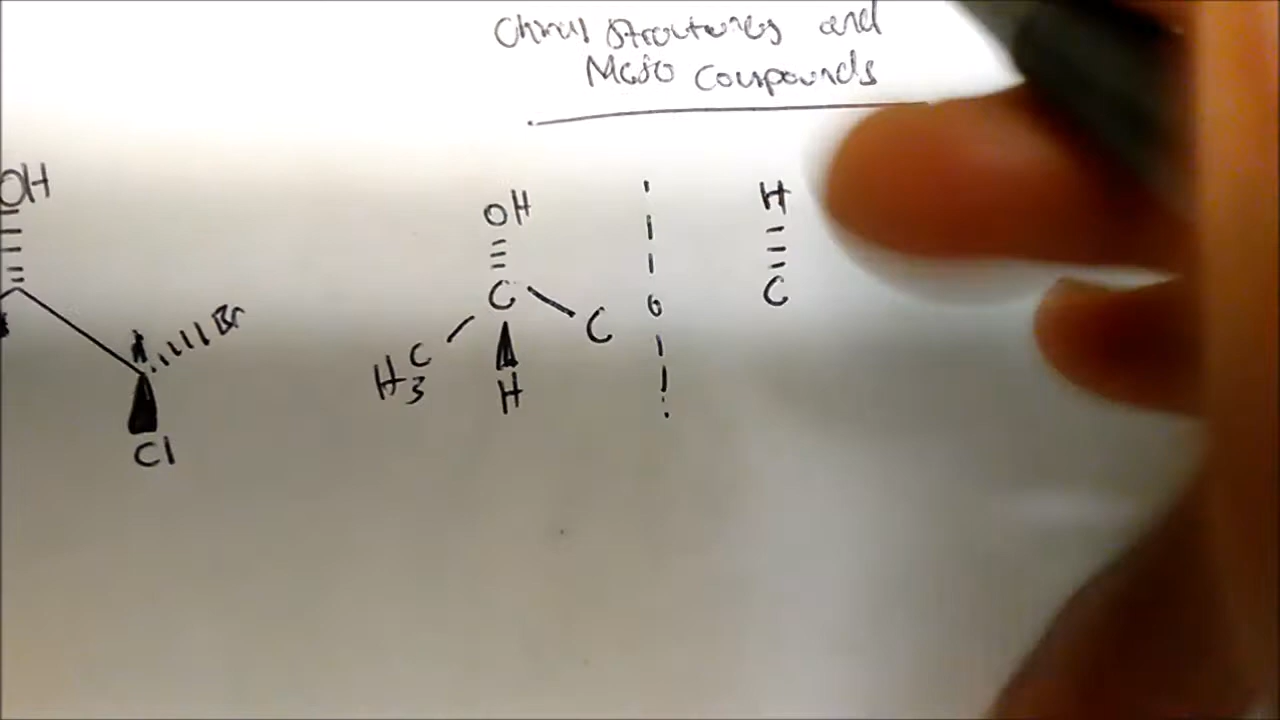 Chiral Structures and
Meso Compounds
OH
OH
H
C
C
Br
H3C
H
Cl
C
H